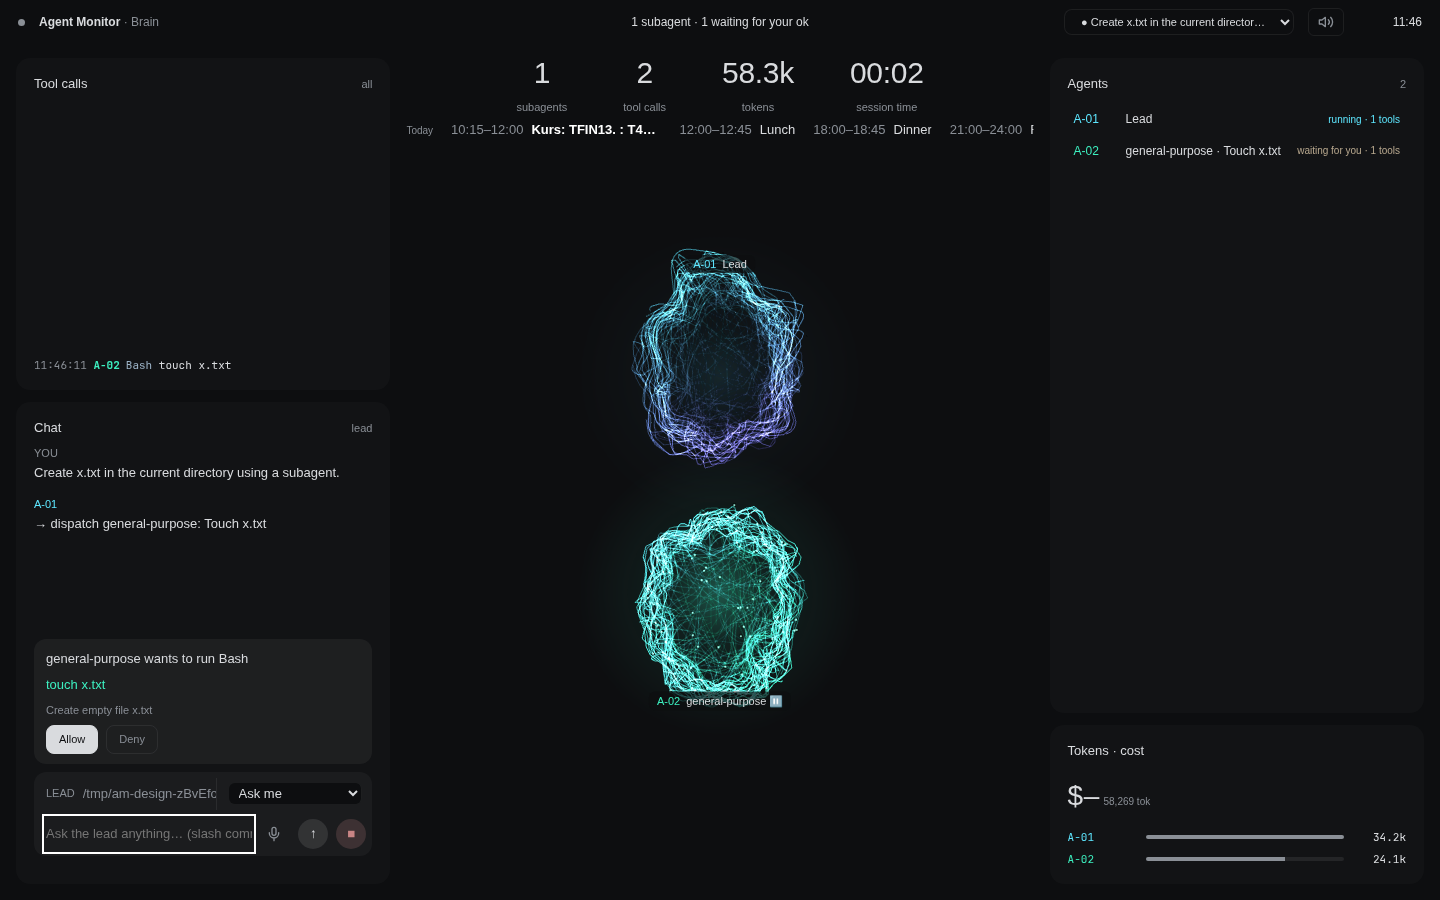 Agent Monitor · Brain
1 subagent · 1 waiting for your ok
● Create x.txt in the current director…
11:46
Tool calls
all
11:46:11 A-02 Bash touch x.txt
Chat
lead
YOU
Create x.txt in the current directory using a subagent.
A-01
→ dispatch general-purpose: Touch x.txt
general-purpose wants to run Bash
touch x.txt
Create empty file x.txt
Allow
Deny
LEAD /tmp/am-design-zBvEfo
Ask me
Ask the lead anything… (slash com
↑
1
2
58.3k
00:02
subagents
tool calls
tokens
session time
Today 10:15–12:00 Kurs: TFIN13. : T4… 12:00–12:45 Lunch 18:00–18:45 Dinner 21:00–24:00
A-01 Lead
A-02 general-purpose ⏸
Agents
2
A-01 Lead running · 1 tools
A-02 general-purpose · Touch x.txt waiting for you · 1 tools
Tokens · cost
$– 58,269 tok
A-01 34.2k
A-02 24.1k